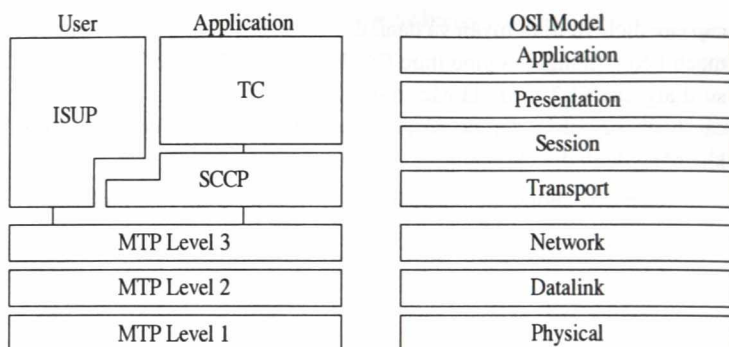 User Application OSI Model
Application
TC
Presentation
ISUP
Session
SCCP
Transport
MTP Level 3 Network
MTP Level 2 Datalink
MTP Level 1 Physical